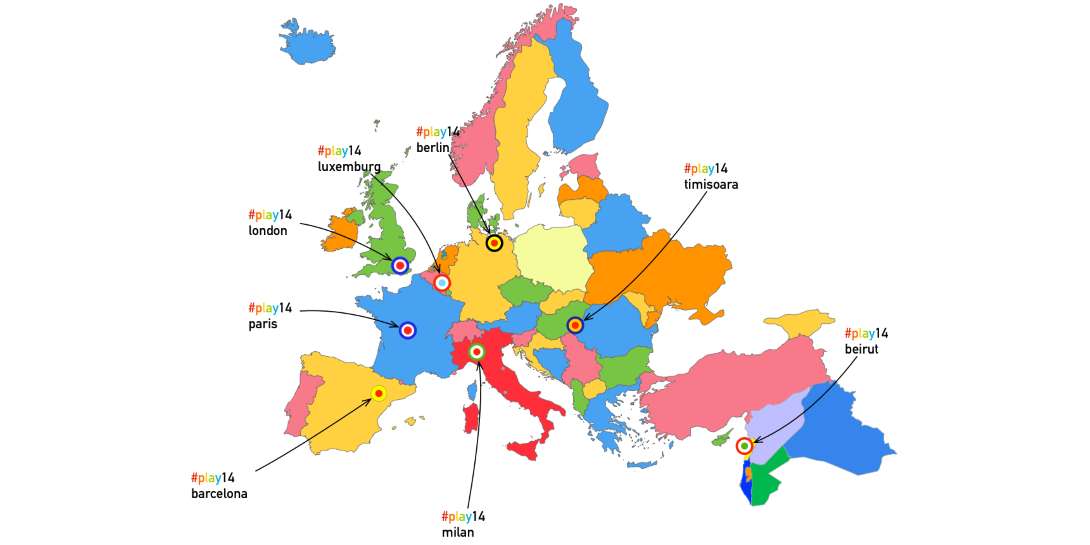 #play14
berlin
#play14
luxemburg
#play14
timisoara
#play14
london
#play14
paris
#play14
beirut
#play14
barcelona
#play14
milan